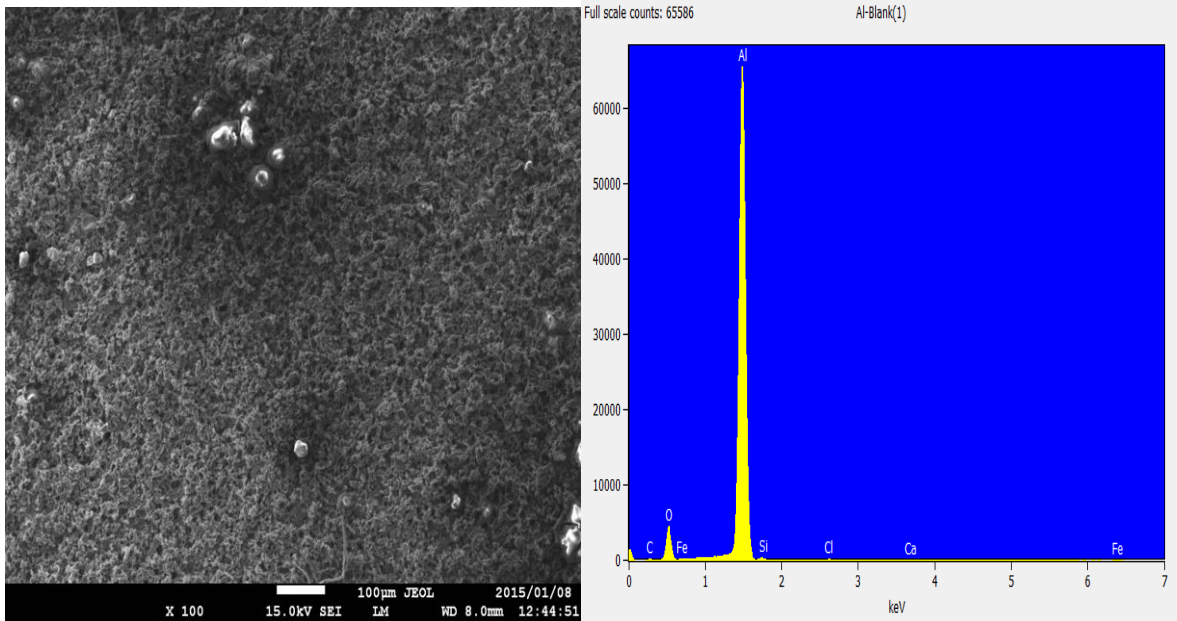 100µm JEOL 2015/01/08
X 100 15.0kV SEI LM WD 8.0mm 12:44:51
Full scale counts: 65586 Al-Blank(1)
60000
50000
40000
30000
20000
10000
0
Al
O
C Fe Si Cl Ca Fe
0 1 2 3 4 5 6 7
keV